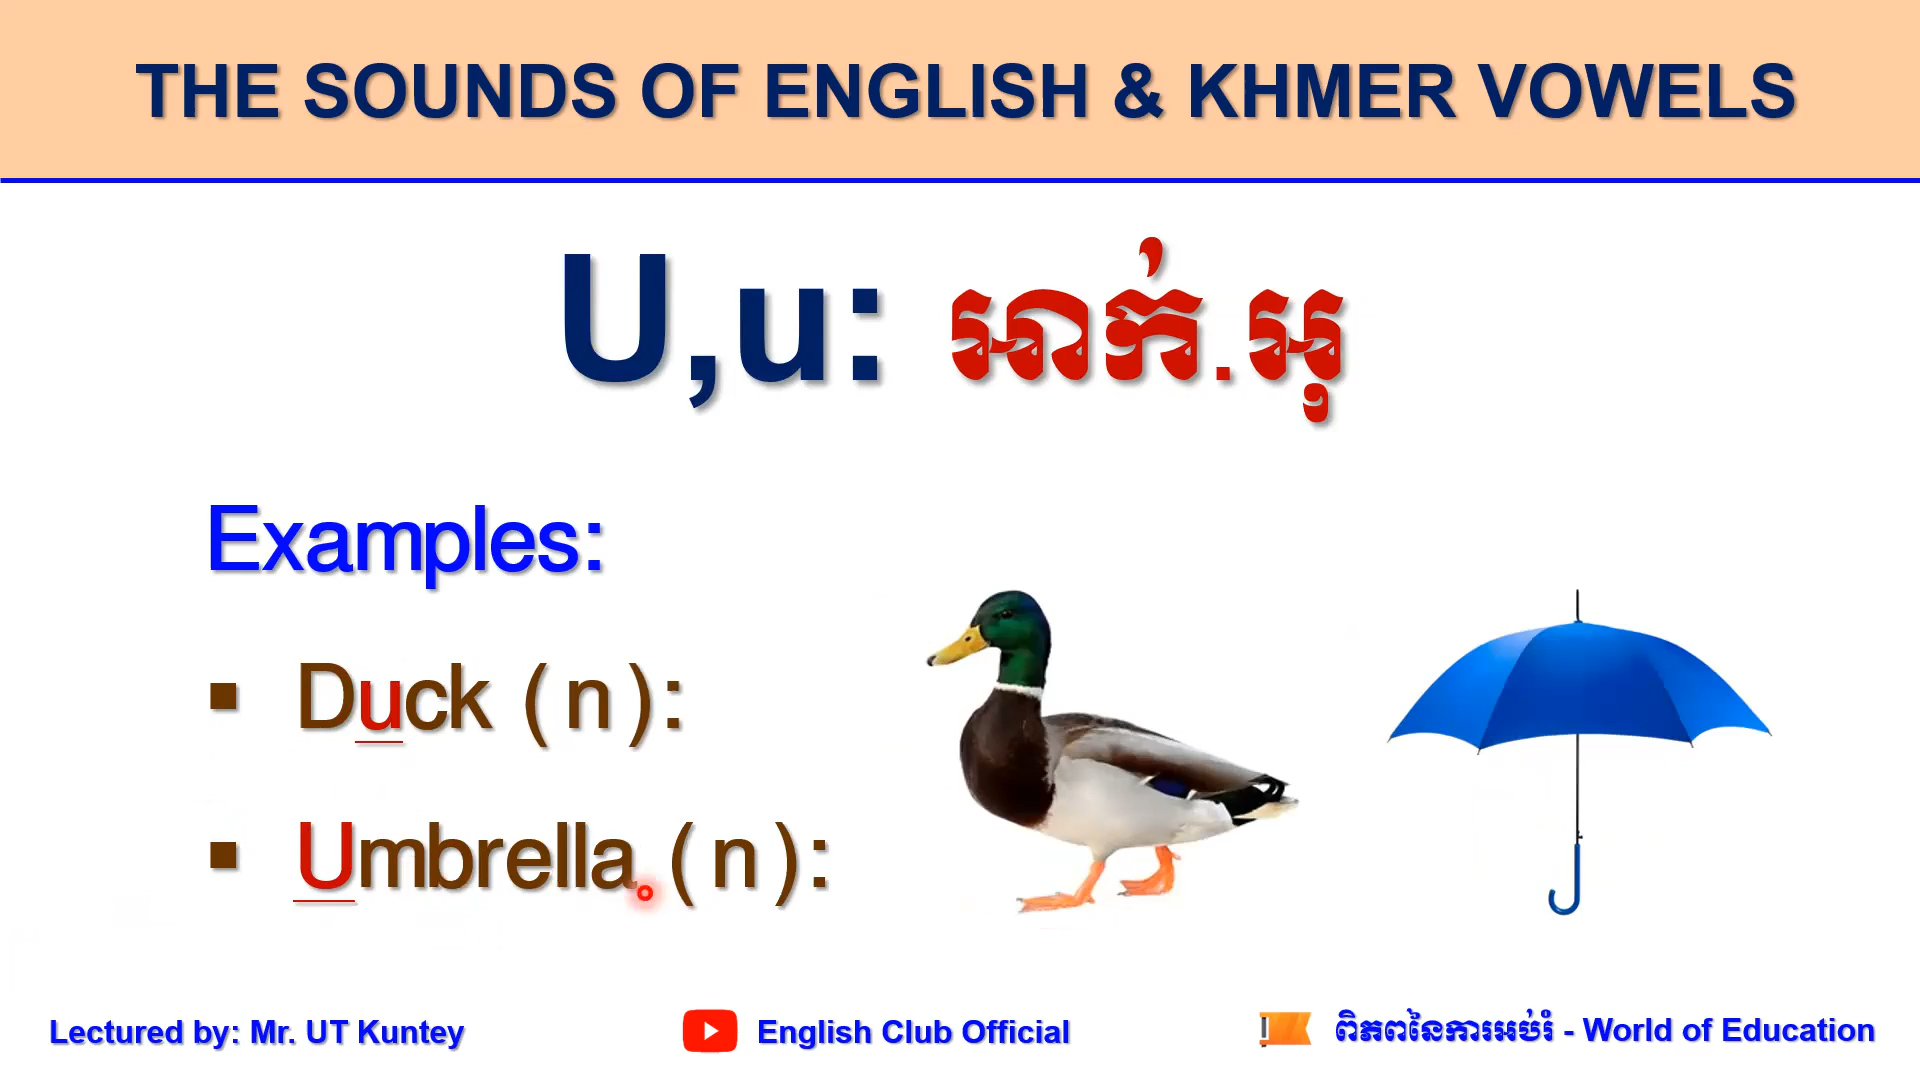 THE SOUNDS OF ENGLISH & KHMER VOWELS
U,u: អាក់.អុ
Examples:
▪ Duck (n):
▪ Umbrella (n):
Lectured by: Mr. UT Kuntey
English Club Official
ពិភពនៃការអប់រំ - World of Education